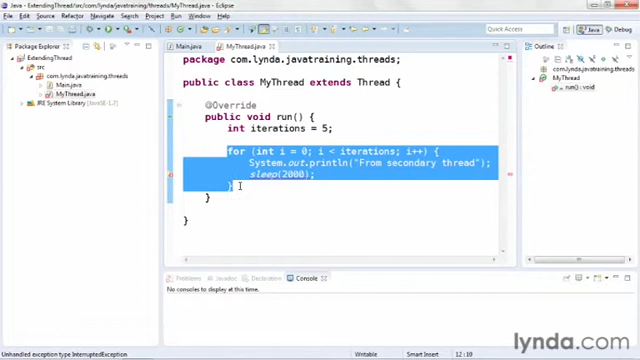 Java - ExtendingThread/src/com/lynda/javatraining/threads/MyThread.java - Eclipse
File Edit Source Refactor Navigate Search Project Run Window Help
Quick Access
Java
Debug
Package Explorer
ExtendingThread
src
com.lynda.javatraining.threads
Main.java
MyThread.java
JRE System Library [JavaSE-1.7]
Main.java
MyThread.java
package com.lynda.javatraining.threads;
public class MyThread extends Thread {
@Override
public void run() {
int iterations = 5;
for (int i = 0; i < iterations; i++) {
System.out.println("From secondary thread");
sleep(2000);
}
}
}
Outline
com.lynda.javatraining.threads
MyThread
run() : void
Problems
Javadoc
Declaration
Console
No consoles to display at this time.
Unhandled exception type InterruptedException
Writable
Smart Insert
12 : 10
lynda.com